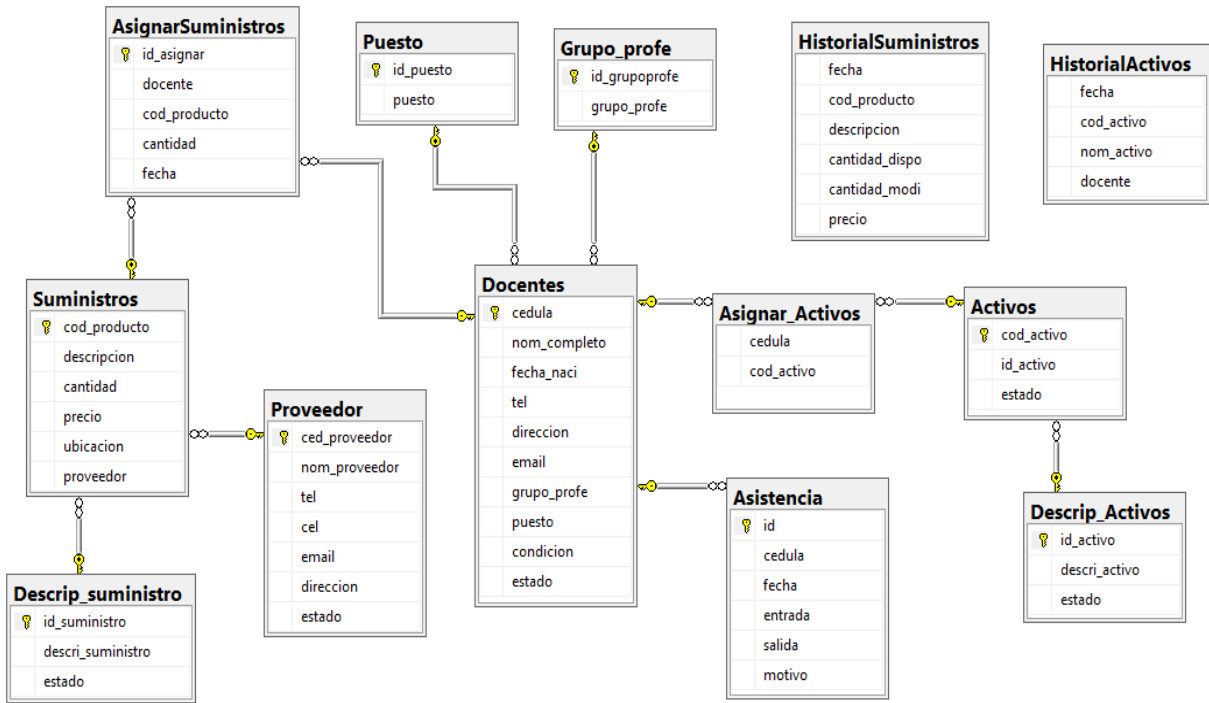 AsignarSuministros
id_asignar
docente
cod_producto
cantidad
fecha
Puesto
id_puesto
puesto
Grupo_profe
id_grupoprofe
grupo_profe
HistorialSuministros
fecha
cod_producto
descripcion
cantidad_dispo
cantidad_modi
precio
HistorialActivos
fecha
cod_activo
nom_activo
docente
Suministros
cod_producto
descripcion
cantidad
precio
ubicacion
proveedor
Proveedor
ced_proveedor
nom_proveedor
tel
cel
email
direccion
estado
Docentes
cedula
nom_completo
fecha_naci
tel
direccion
email
grupo_profe
puesto
condicion
estado
Asignar_Activos
cedula
cod_activo
Activos
cod_activo
id_activo
estado
Descrip_suministro
id_suministro
descri_suministro
estado
Asistencia
id
cedula
fecha
entrada
salida
motivo
Descrip_Activos
id_activo
descri_activo
estado